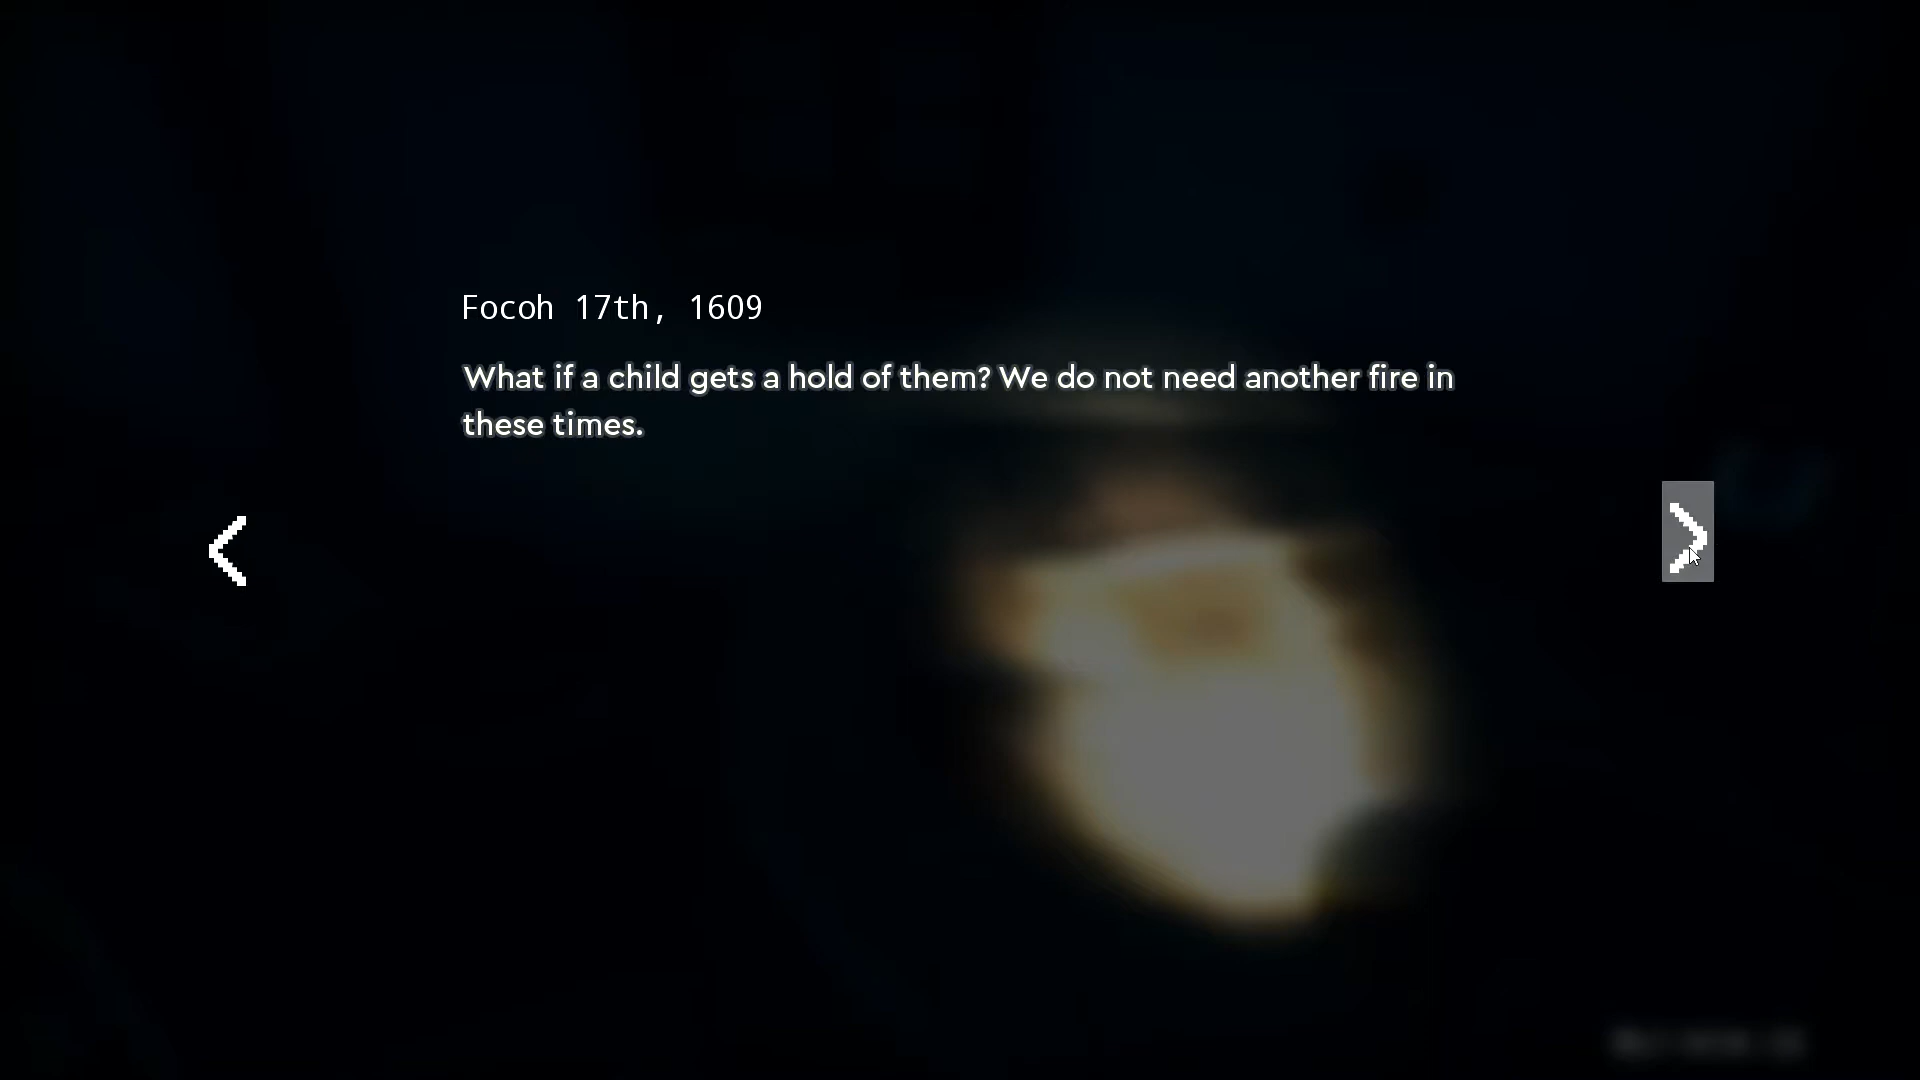 Focoh 17th, 1609
What if a child gets a hold of them? We do not need another fire in
these times.